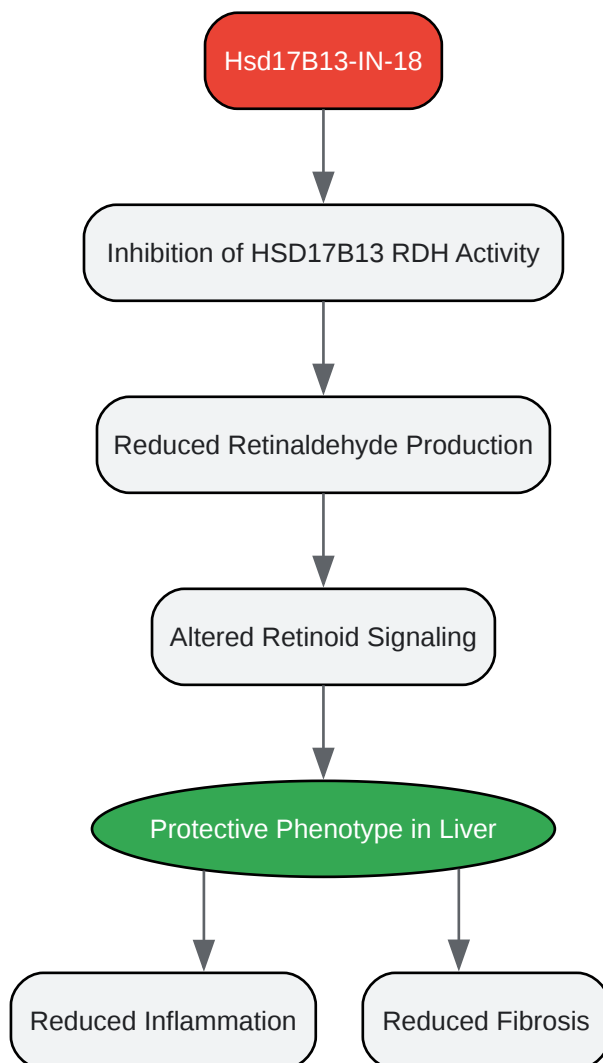 Hsd17B13-IN-18
Inhibition of HSD17B13 RDH Activity
Reduced Retinaldehyde Production
Altered Retinoid Signaling
Protective Phenotype in Liver
Reduced Inflammation
Reduced Fibrosis